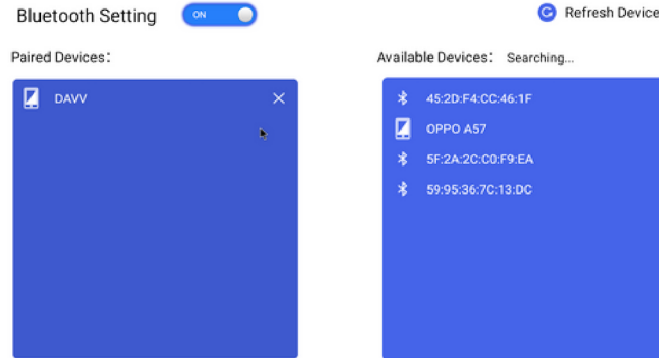 Bluetooth Setting
ON
Refresh Device
Paired Devices:
DAVV
Available Devices: Searching...
45:2D:F4:CC:46:1F
OPPO A57
5F:2A:2C:C0:F9:EA
59:95:36:7C:13:DC